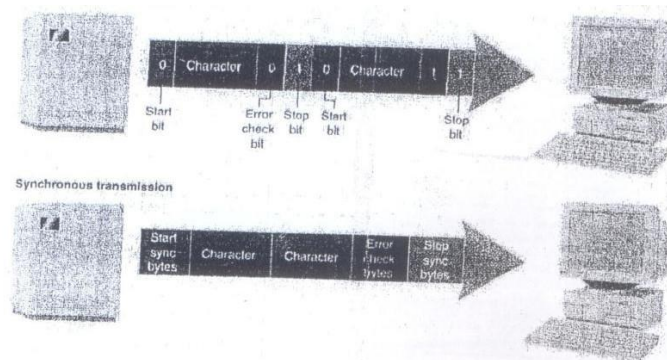 0 Character 0 1 0 Character 1 1
Start bit
Error check bit
Stop bit
Start bit
Stop bit
Synchronous transmission
Start sync bytes
Character
Character
Error check bytes
Stop sync bytes